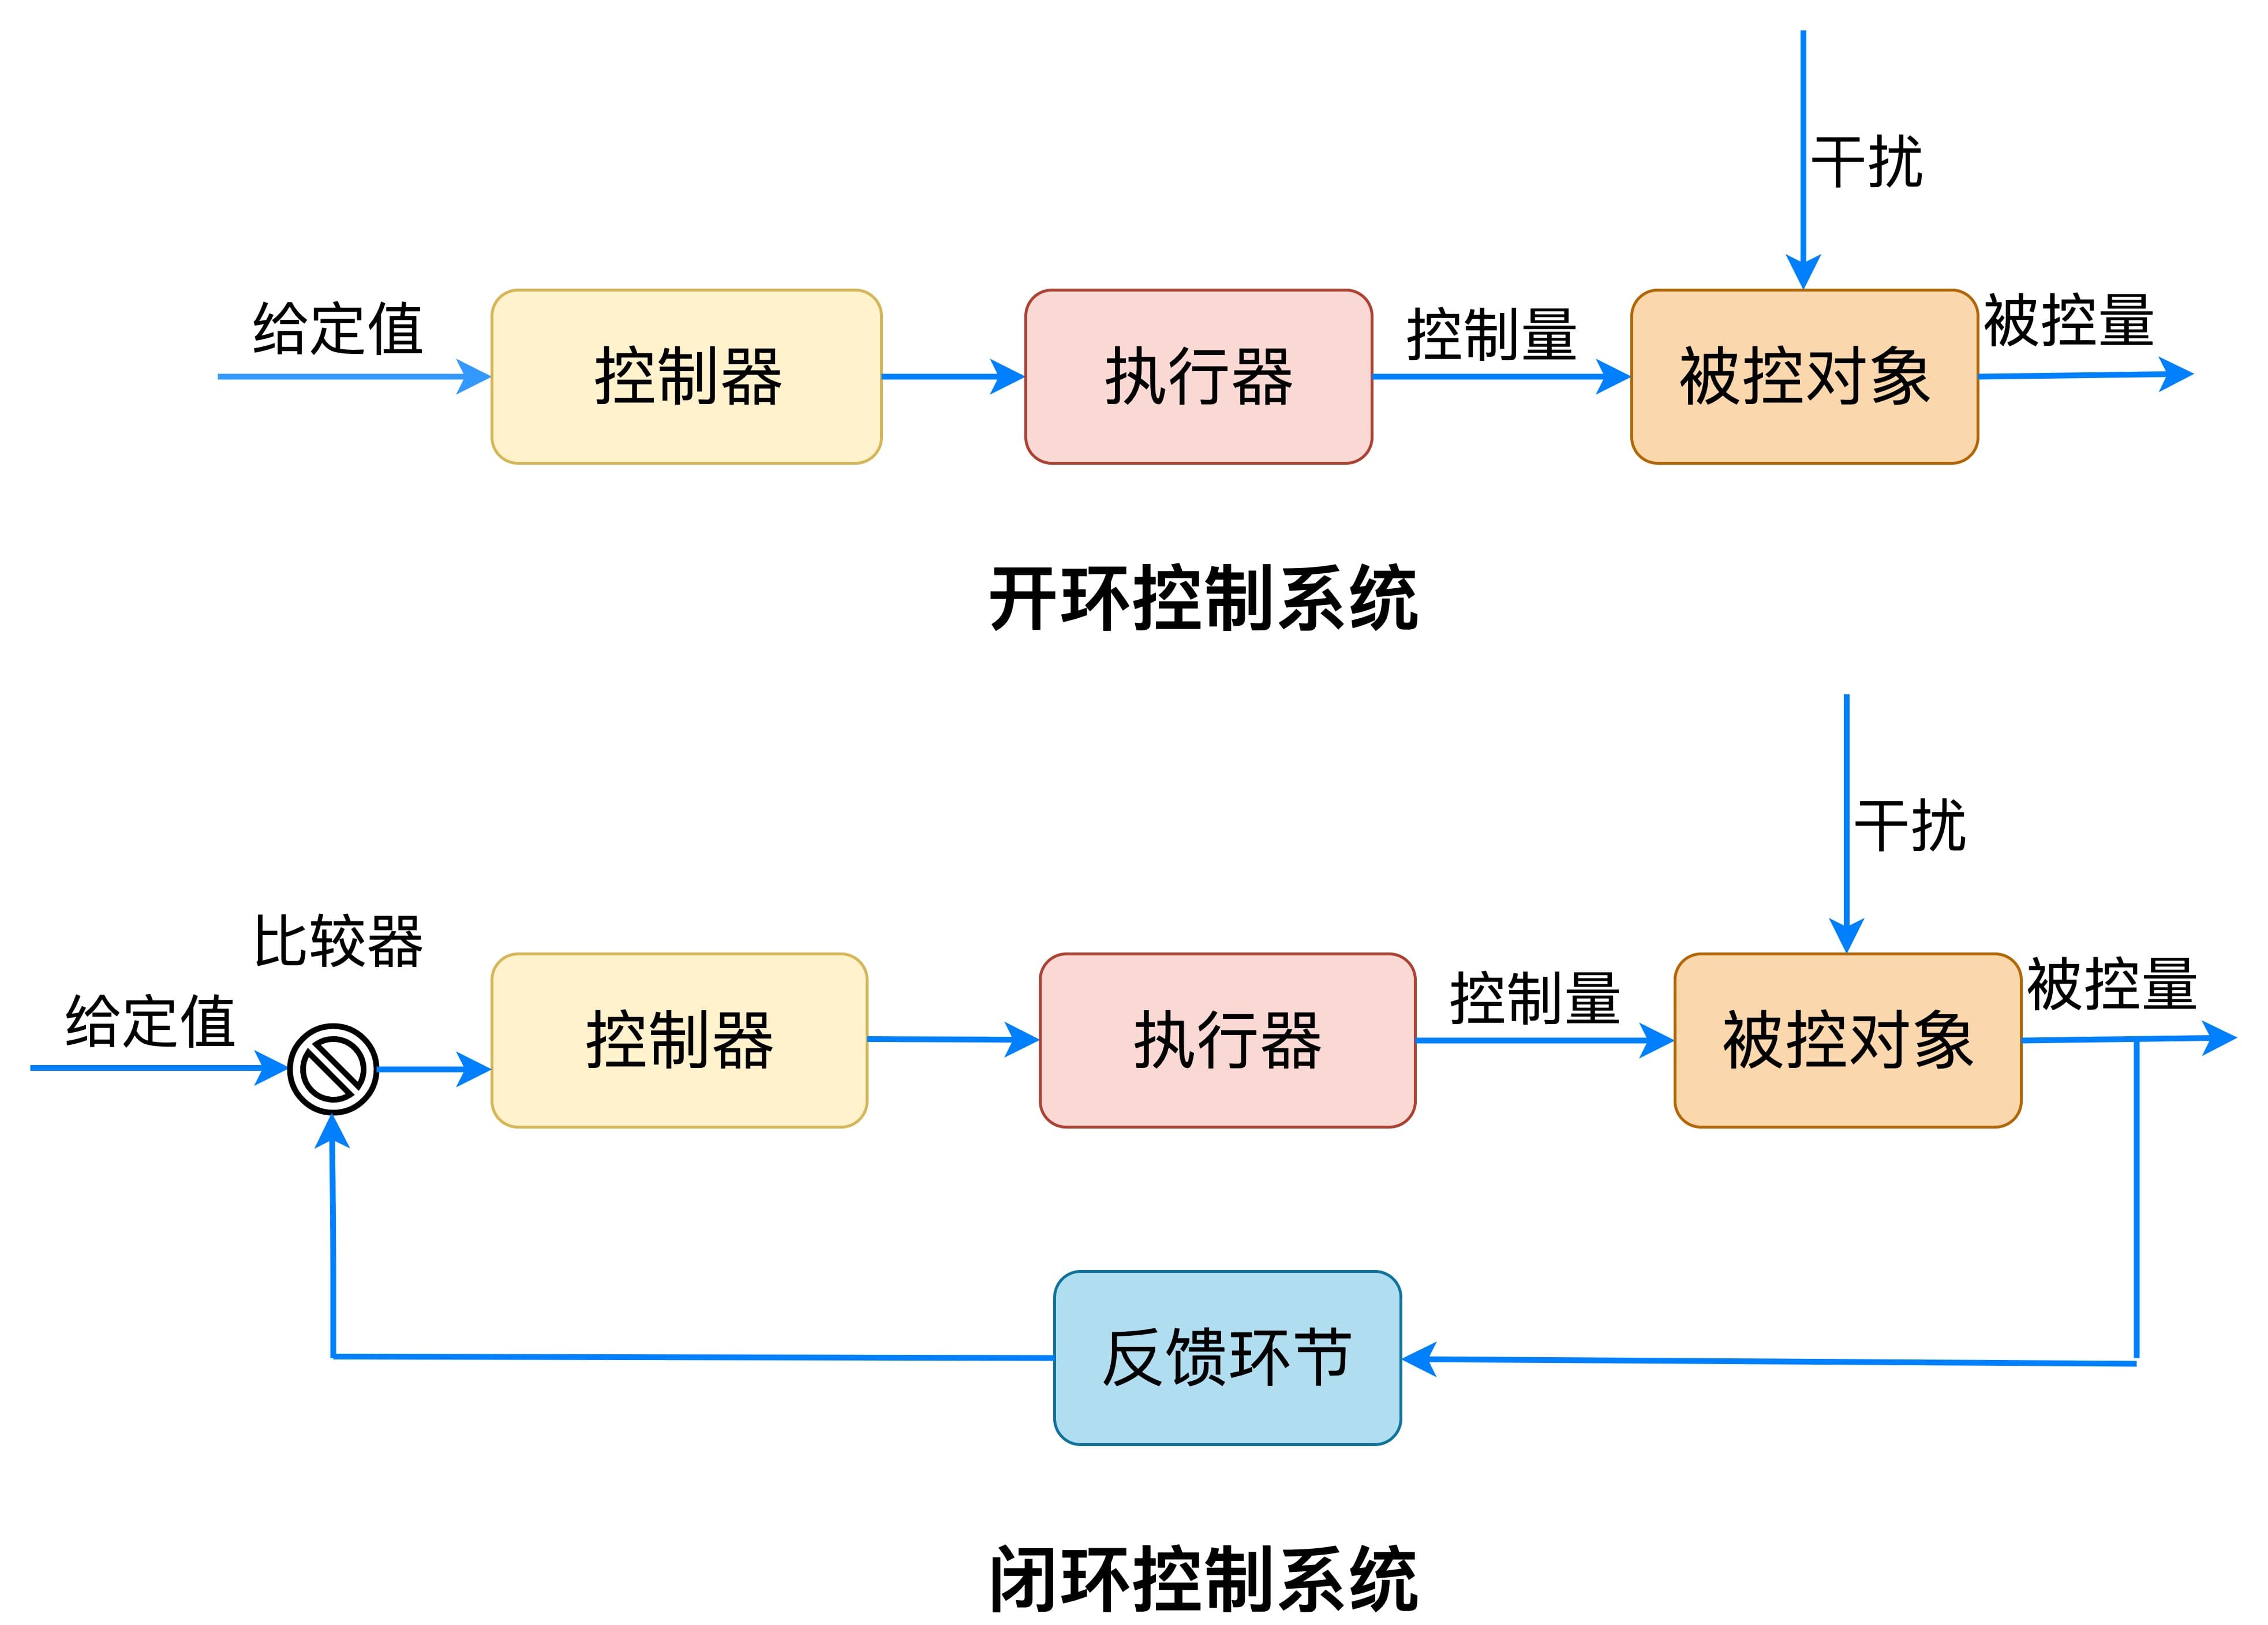 干扰
给定值
控制器
执行器
控制量
被控对象
被控量
开环控制系统
干扰
比较器
给定值
控制器
执行器
控制量
被控对象
被控量
反馈环节
闭环控制系统